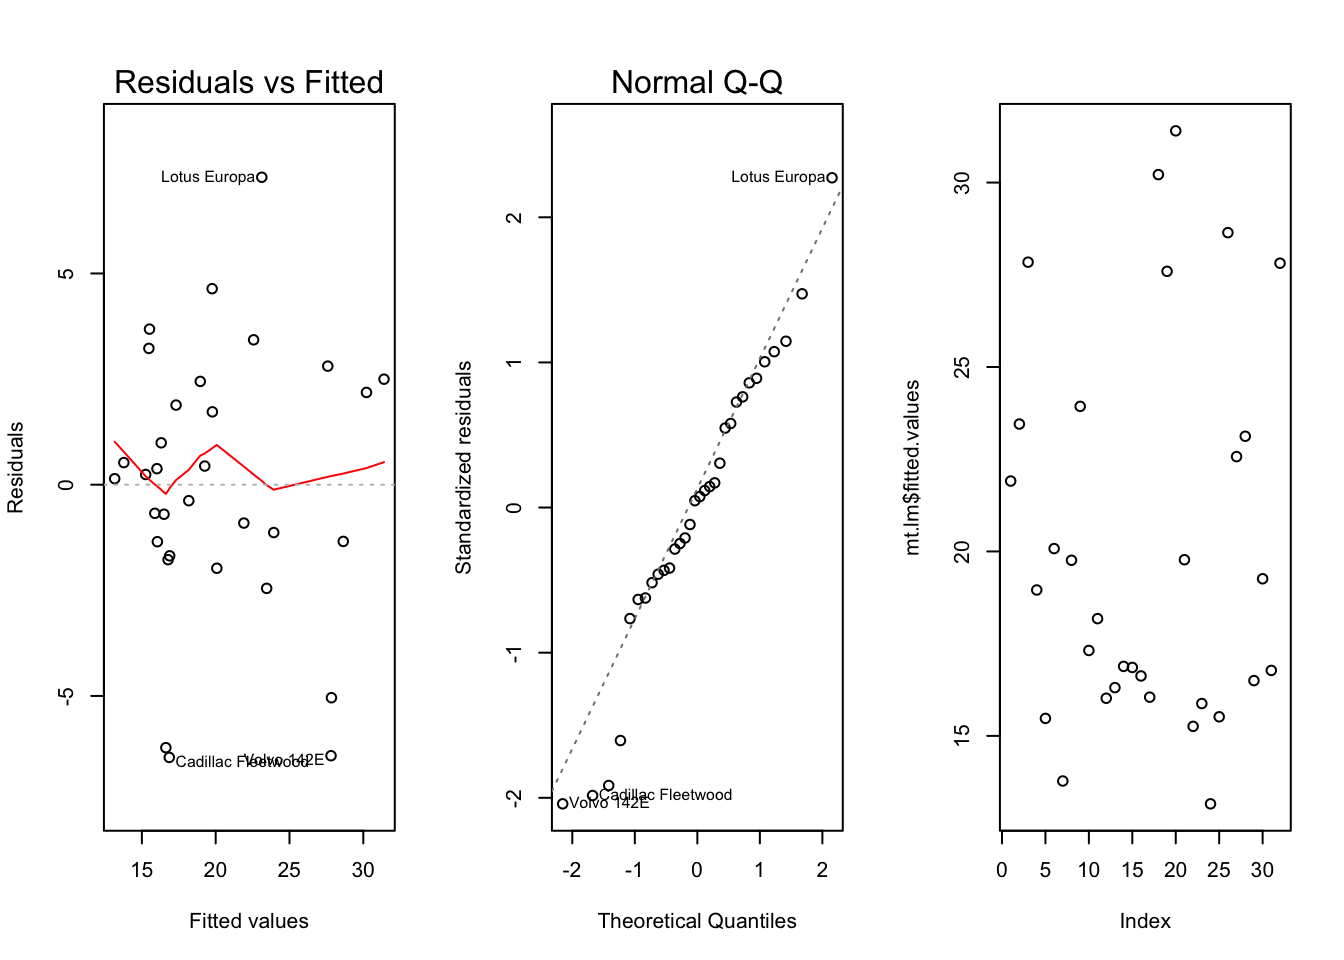 Residuals vs Fitted
Residuals
5
0
-5
Lotus Europa
Cadillac Fleetwood
Volvo 142E
15 20 25 30
Fitted values
Normal Q-Q
Standardized residuals
2
1
0
-1
-2
Lotus Europa
Cadillac Fleetwood
Volvo 142E
-2 -1 0 1 2
Theoretical Quantiles
mt.lm$fitted.values
30
25
20
15
0 5 10 15 20 25 30
Index